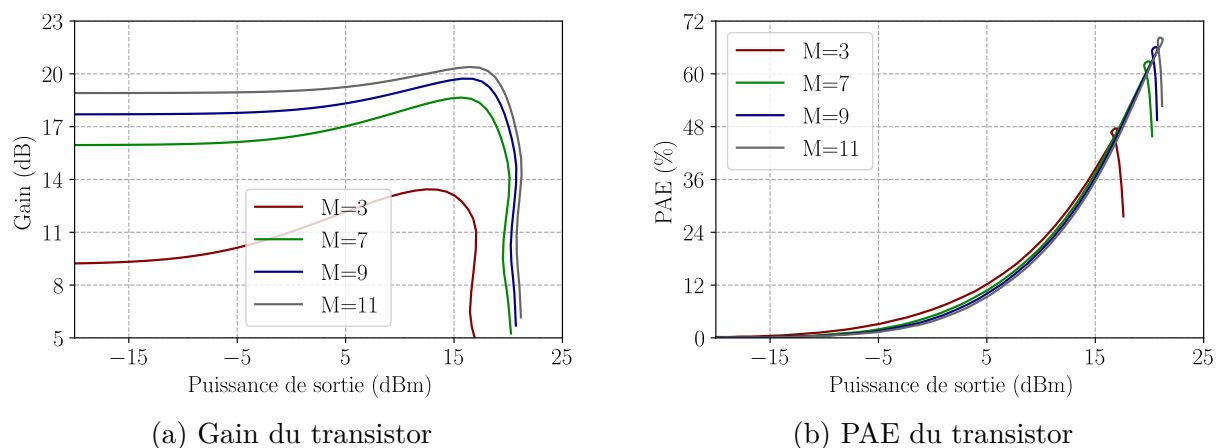 23
20
17
14
11
8
5
Gain (dB)
M=3
M=7
M=9
M=11
−15
−5
5
15
25
Puissance de sortie (dBm)
(a) Gain du transistor
72
60
48
36
24
12
0
PAE (%)
M=3
M=7
M=9
M=11
−15
−5
5
15
25
Puissance de sortie (dBm)
(b) PAE du transistor